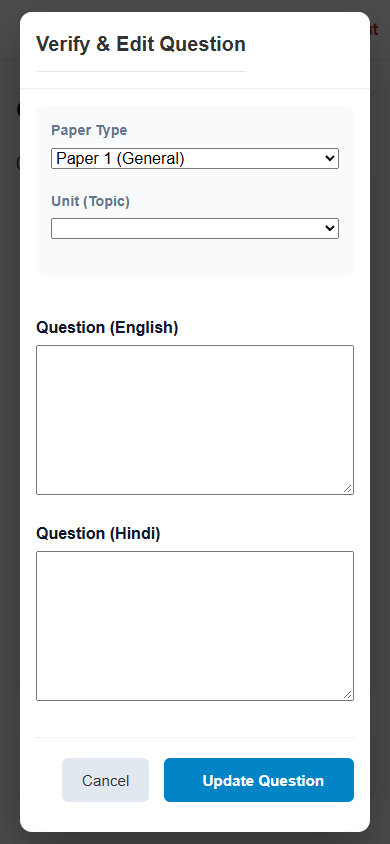 Verify & Edit Question
Paper Type
Paper 1 (General)
Unit (Topic)
Question (English)
Question (Hindi)
Cancel
Update Question